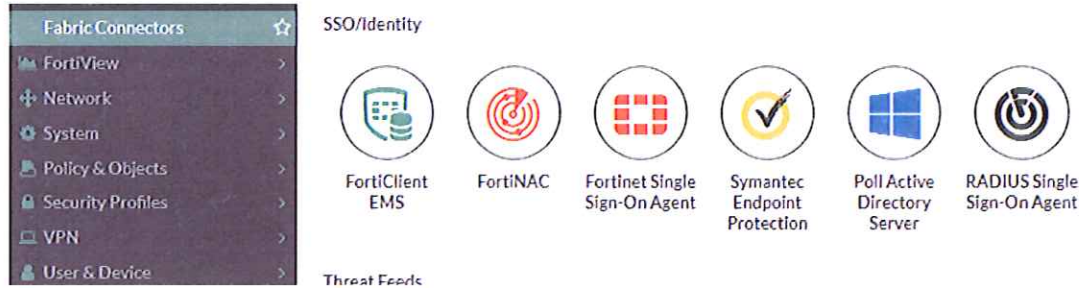 Fabric Connectors
FortiView
Network
System
Policy & Objects
Security Profiles
VPN
User & Device
SSO/Identity
FortiClient
EMS
FortiNAC
Fortinet Single
Sign-On Agent
Symantec
Endpoint
Protection
Poll Active
Directory
Server
RADIUS Single
Sign-On Agent
Threat Feeds